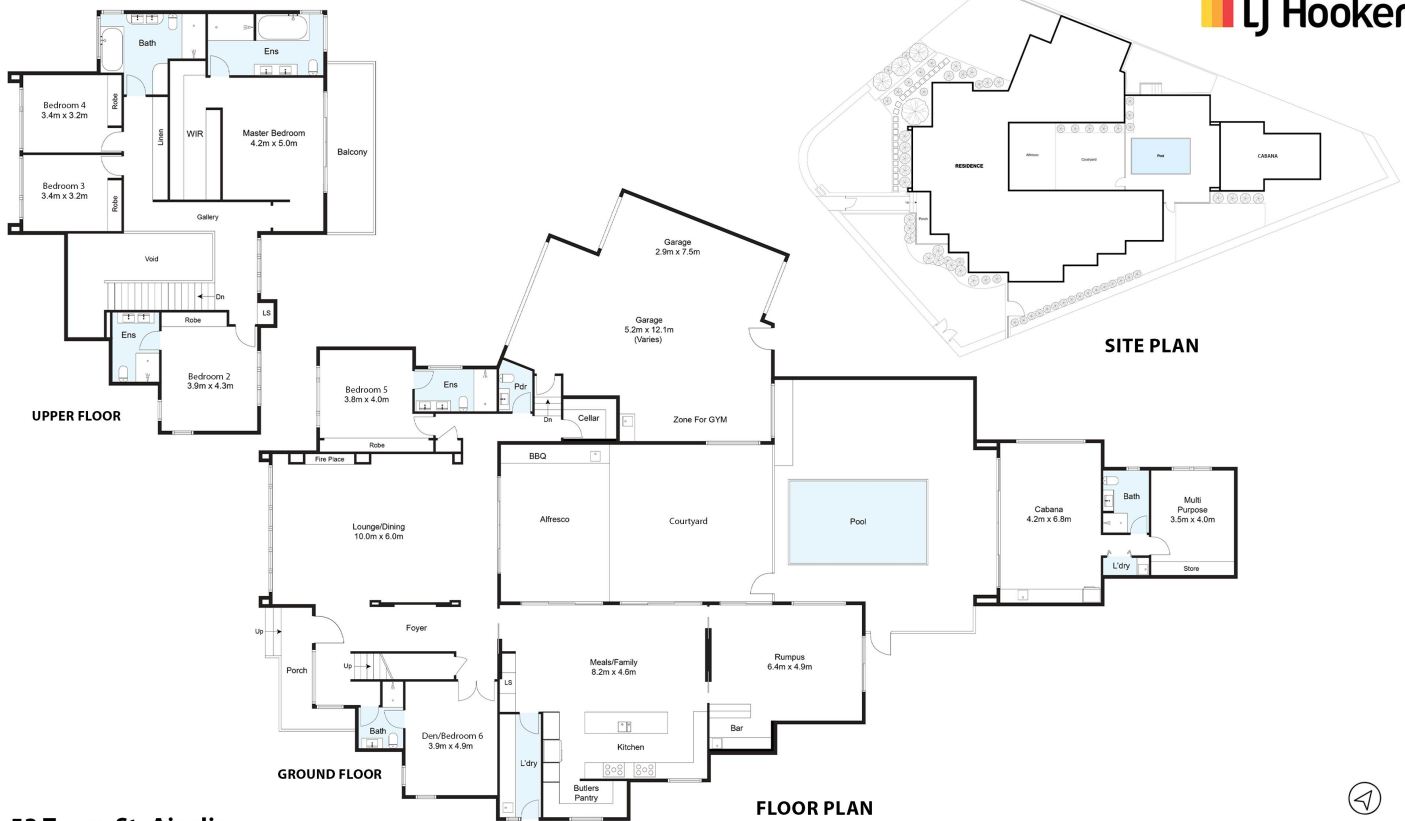 LJ Hooker
Bath
Ens
Bedroom 4
3.4m x 3.2m
Robe
Linen
WIR
Master Bedroom
4.2m x 5.0m
Balcony
Bedroom 3
3.4m x 3.2m
Robe
Gallery
Void
Dn
LS
Robe
Ens
Bedroom 2
3.9m x 4.3m
UPPER FLOOR
RESIDENCE
Alfresco
Courtyard
Pool
CABANA
Porch
SITE PLAN
Garage
2.9m x 7.5m
Garage
5.2m x 12.1m
(Varies)
Bedroom 5
3.8m x 4.0m
Ens
Pdr
Dn
Cellar
Zone For GYM
Robe
Fire Place
BBQ
Lounge/Dining
10.0m x 6.0m
Alfresco
Courtyard
Pool
Cabana
4.2m x 6.8m
Bath
Multi
Purpose
3.5m x 4.0m
L'dry
Store
Up
Foyer
Porch
Up
LS
Meals/Family
8.2m x 4.6m
Rumpus
6.4m x 4.9m
Bath
Den/Bedroom 6
3.9m x 4.9m
L'dry
Kitchen
Bar
Butlers
Pantry
GROUND FLOOR
FLOOR PLAN